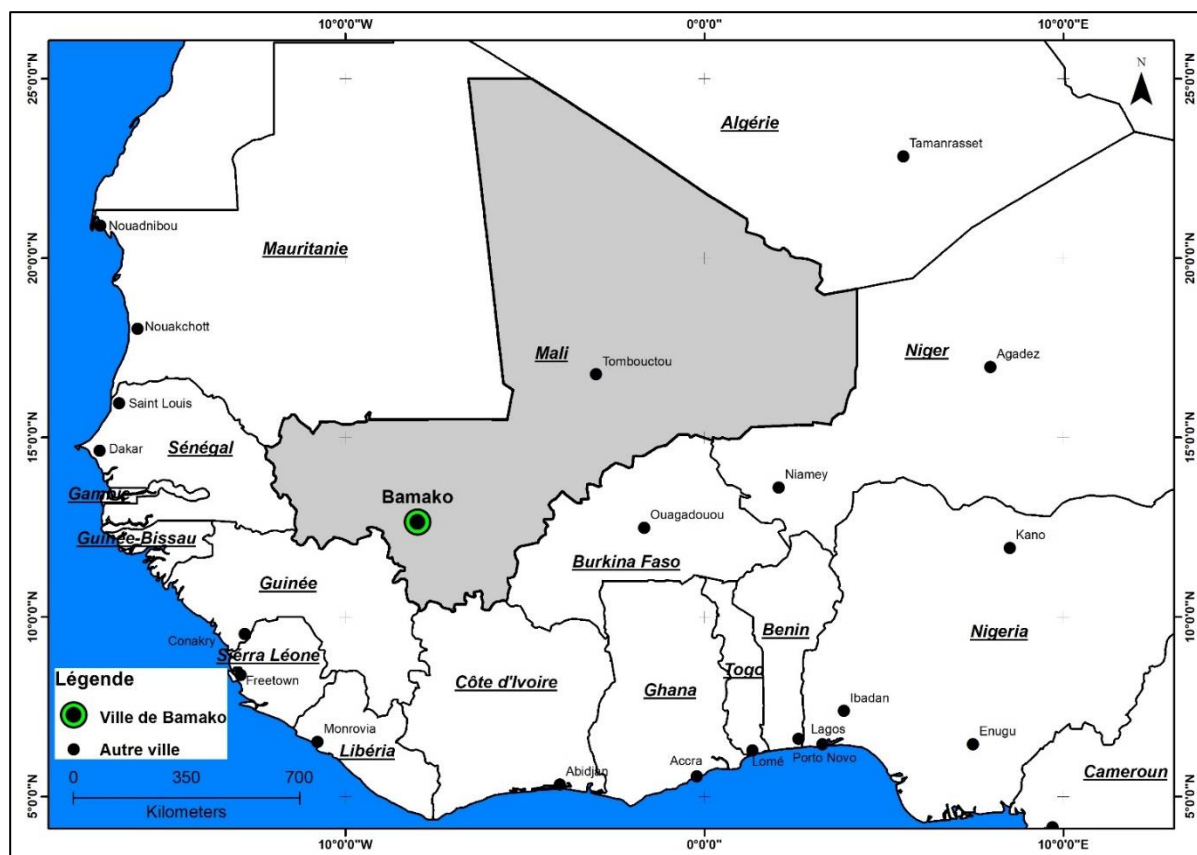 10°0'0"W 0°0'0" 10°0'0"E
25°0'0"N 25°0'0"N
N
Algérie
Tamanrasset
Nouadnibou
20°0'0"N 20°0'0"N
Mauritanie
Nouakchott
Mali
Tombouctou
Niger
Agadez
Saint Louis
15°0'0"N 15°0'0"N
Dakar
Sénégal
Niamey
Gambie
Bamako
Ouagadouou
Kano
Guinée-Bissau
Burkina Faso
Guinée
10°0'0"N 10°0'0"N
Benin
Nigeria
Conakry
Sierra Léone
Togo
Freetown
Côte d'Ivoire
Ghana
Ibadan
Monrovia
Libéria
Lagos
Enugu
Porto Novo
Lomé
Accra
Abidjan
Cameroun
5°0'0"N 5°0'0"N
Légende
Ville de Bamako
Autre ville
0 350 700
Kilometers
10°0'0"W 0°0'0" 10°0'0"E